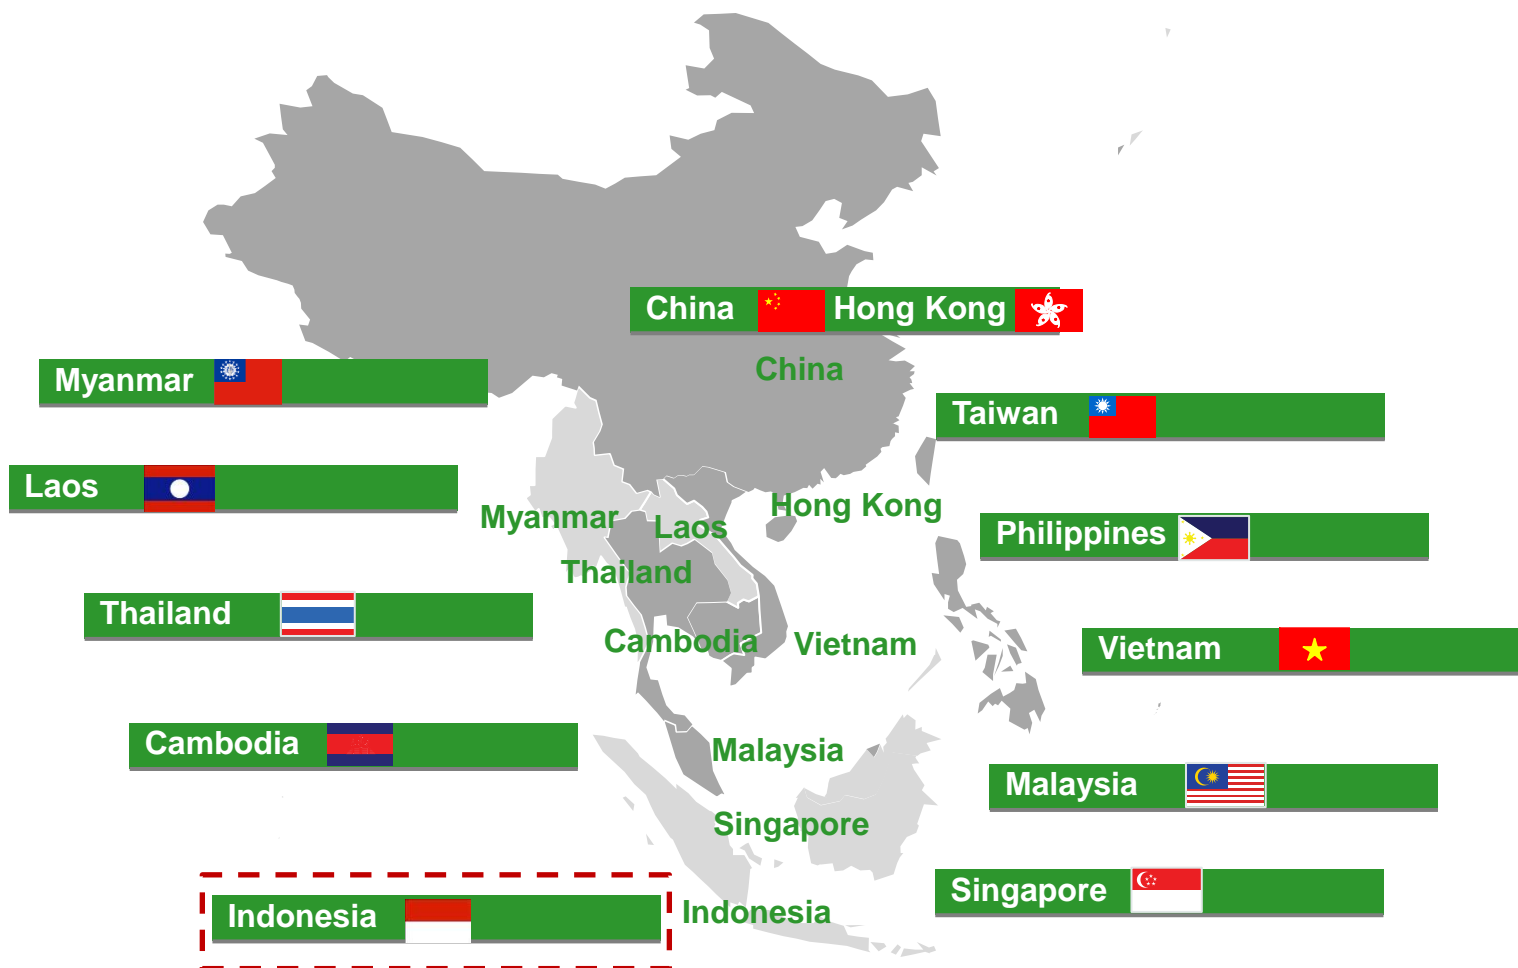 China Hong Kong
China
Myanmar
Taiwan
Laos
Hong Kong
Myanmar
Laos
Philippines
Thailand
Thailand
Cambodia
Vietnam
Vietnam
Cambodia
Malaysia
Malaysia
Singapore
Singapore
Indonesia
Indonesia